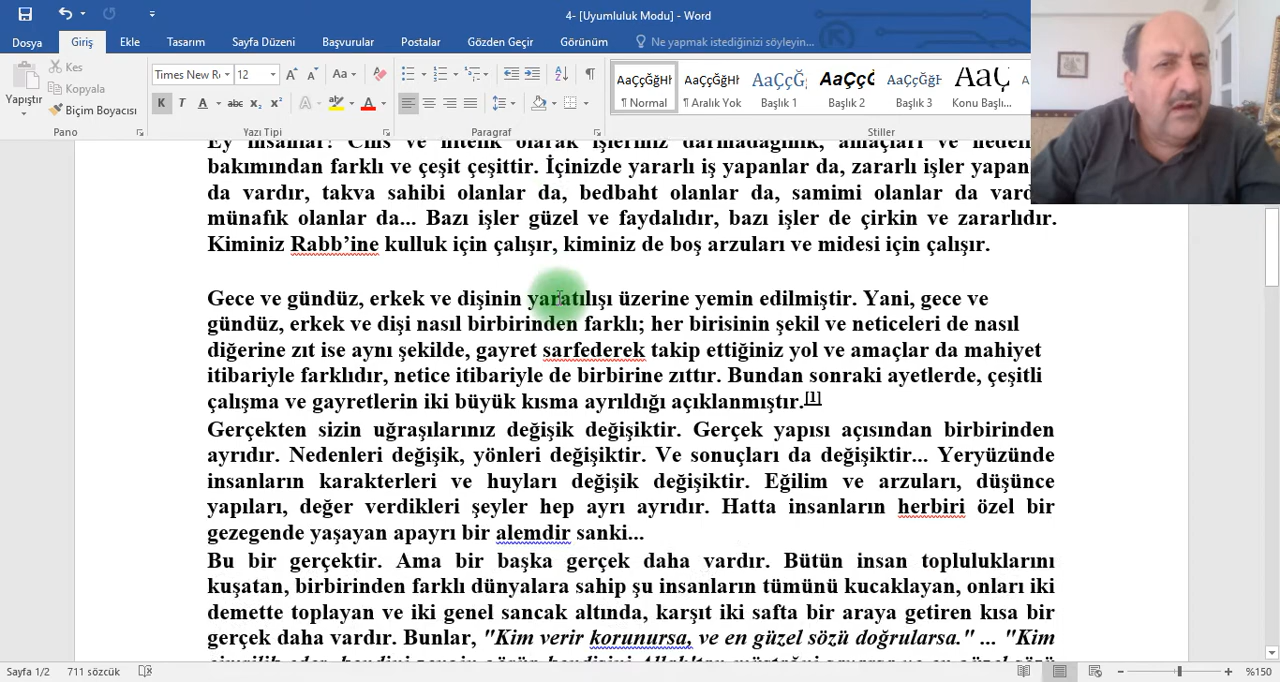 4- [Uyumluluk Modu] - Word
Dosya Giriş Ekle Tasarım Sayfa Düzeni Başvurular Postalar Gözden Geçir Görünüm Ne yapmak istediğinizi söyleyin...
Yapıştır
Kes
Kopyala
Biçim Boyacısı
Times New R 12 Aa
K T A abc x₂ x² A A
AaÇçĞğHł AaÇçĞğHł AaÇçĞğ AaÇçĞ AaÇçĞğH AaÇ
¶ Normal ¶ Aralık Yok Başlık 1 Başlık 2 Başlık 3 Konu Başlı...
Pano Yazı Tipi Paragraf Stiller
Ey insanlar! Cins ve nitelik olarak işleriniz darmadağınık, amaçları ve
bakımından farklı ve çeşit çeşittir. İçinizde yararlı iş yapanlar da, zararlı işler
da vardır, takva sahibi olanlar da, bedbaht olanlar da, samimi olanlar da
münafık olanlar da... Bazı işler güzel ve faydalıdır, bazı işler de çirkin ve zararlıdır.
Kiminiz Rabb’ine kulluk için çalışır, kiminiz de boş arzuları ve midesi için çalışır.
Gece ve gündüz, erkek ve dişinin yaratılışı üzerine yemin edilmiştir. Yani, gece ve
gündüz, erkek ve dişi nasıl birbirinden farklı; her birisinin şekil ve neticeleri de nasıl
diğerine zıt ise aynı şekilde, gayret sarfederek takip ettiğiniz yol ve amaçlar da mahiyet
itibariyle farklıdır, netice itibariyle de birbirine zıttır. Bundan sonraki ayetlerde, çeşitli
çalışma ve gayretlerin iki büyük kısma ayrıldığı açıklanmıştır.[1]
Gerçekten sizin uğraşılarınız değişik değişiktir. Gerçek yapısı açısından birbirinden
ayrıdır. Nedenleri değişik, yönleri değişiktir. Ve sonuçları da değişiktir... Yeryüzünde
insanların karakterleri ve huyları değişik değişiktir. Eğilim ve arzuları, düşünce
yapıları, değer verdikleri şeyler hep ayrı ayrıdır. Hatta insanların herbiri özel bir
gezegende yaşayan apayrı bir alemdir sanki...
Bu bir gerçektir. Ama bir başka gerçek daha vardır. Bütün insan topluluklarını
kuşatan, birbirinden farklı dünyalara sahip şu insanların tümünü kucaklayan, onları iki
demette toplayan ve iki genel sancak altında, karşıt iki safta bir araya getiren kısa bir
gerçek daha vardır. Bunlar, "Kim verir korunursa, ve en güzel sözü doğrularsa." ... "Kim
Sayfa 1/2 711 sözcük %150